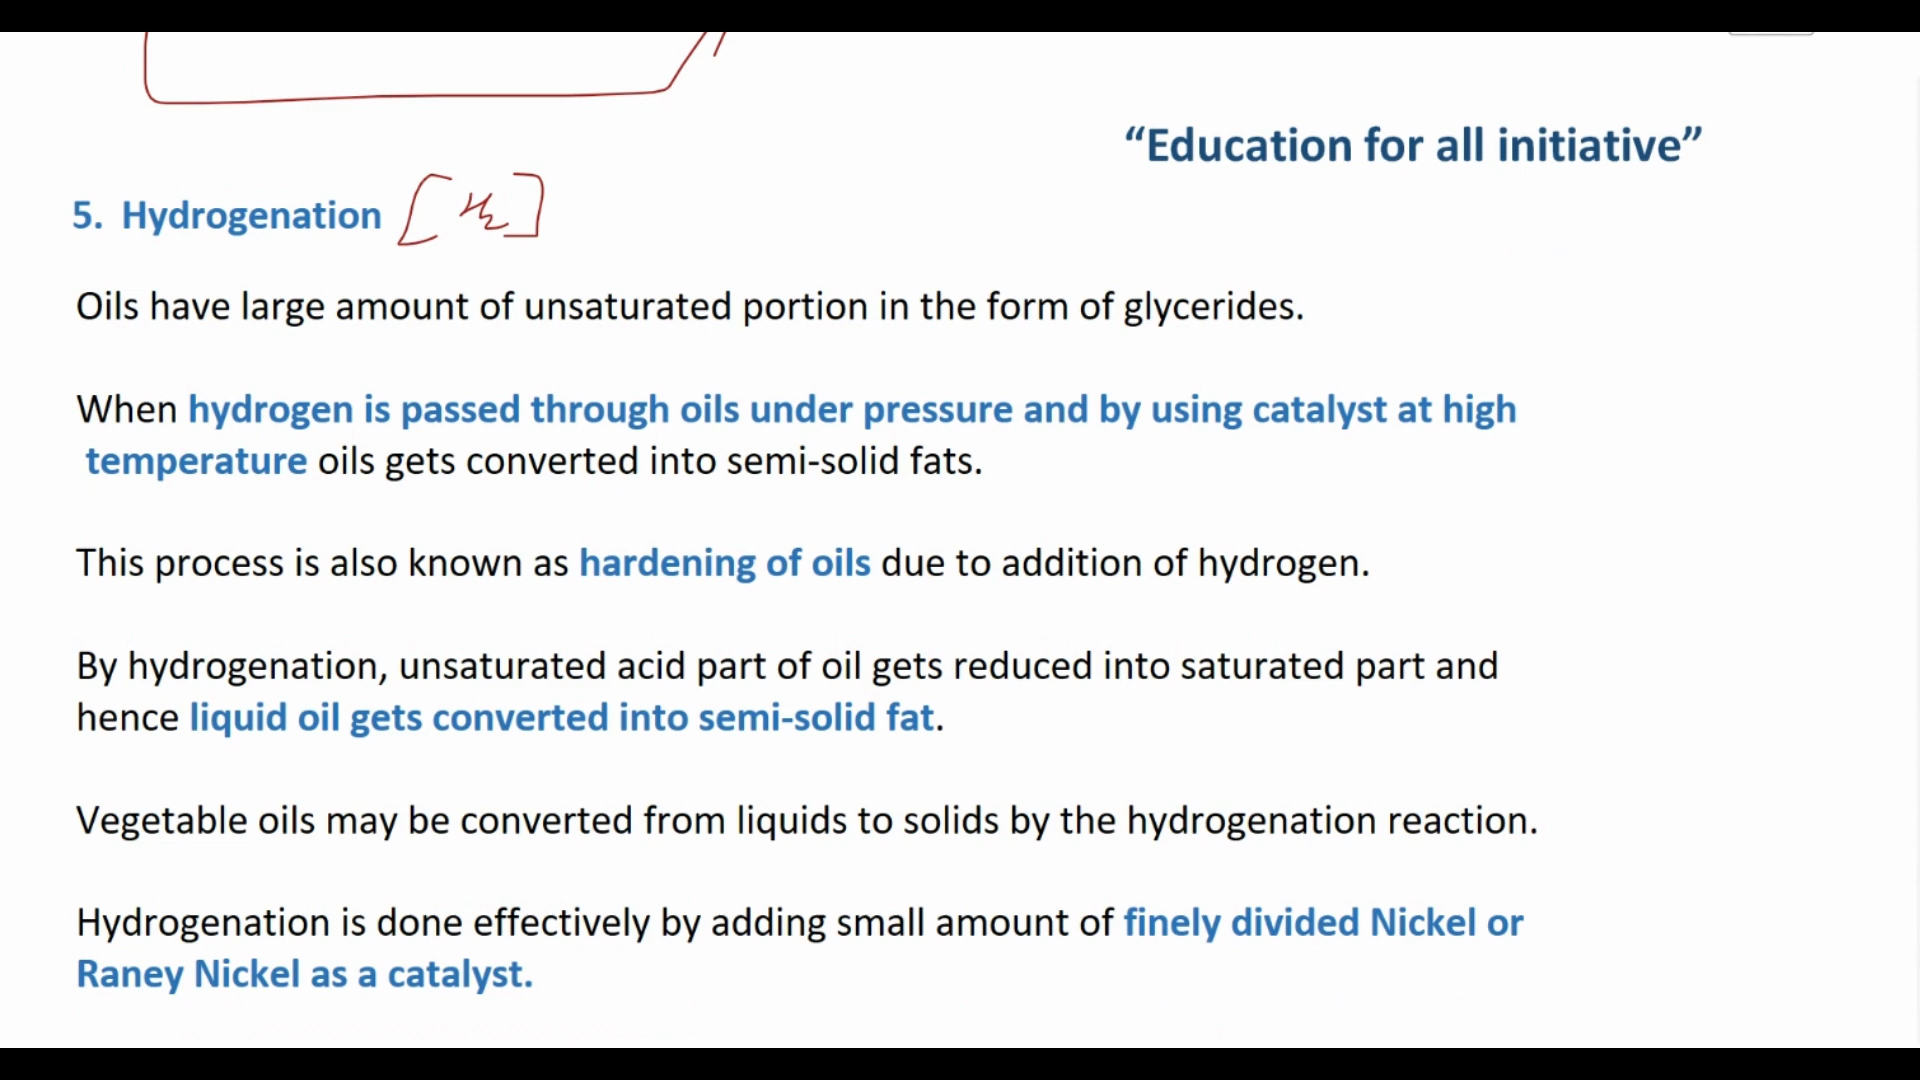 “Education for all initiative”
5. Hydrogenation [H₂]
Oils have large amount of unsaturated portion in the form of glycerides.
When hydrogen is passed through oils under pressure and by using catalyst at high
temperature oils gets converted into semi-solid fats.
This process is also known as hardening of oils due to addition of hydrogen.
By hydrogenation, unsaturated acid part of oil gets reduced into saturated part and
hence liquid oil gets converted into semi-solid fat.
Vegetable oils may be converted from liquids to solids by the hydrogenation reaction.
Hydrogenation is done effectively by adding small amount of finely divided Nickel or
Raney Nickel as a catalyst.